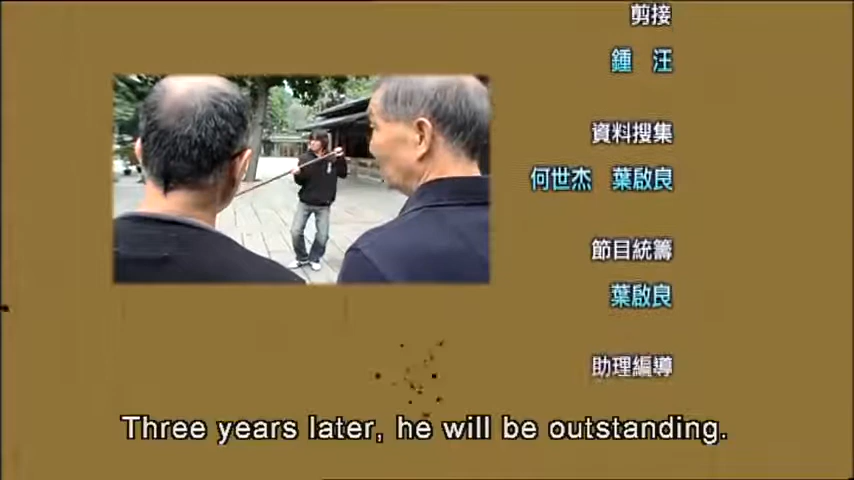 剪接
鍾 汪
資料搜集
何世杰 葉啟良
節目統籌
葉啟良
助理編導
Three years later, he will be outstanding.